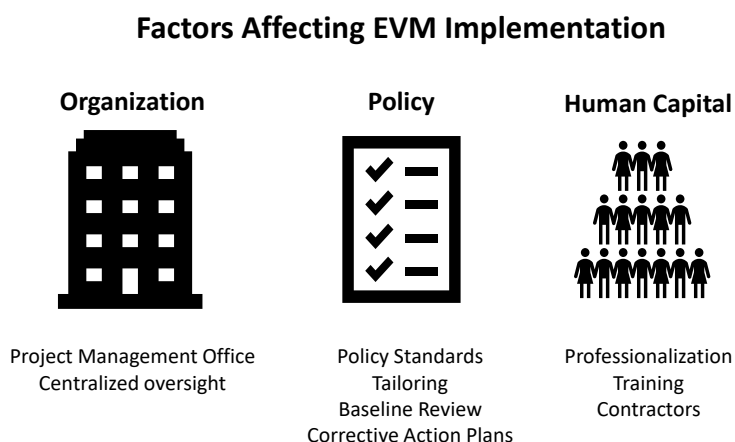 Factors Affecting EVM Implementation
Organization
Project Management Office
Centralized oversight
Policy
Policy Standards
Tailoring
Baseline Review
Corrective Action Plans
Human Capital
Professionalization
Training
Contractors